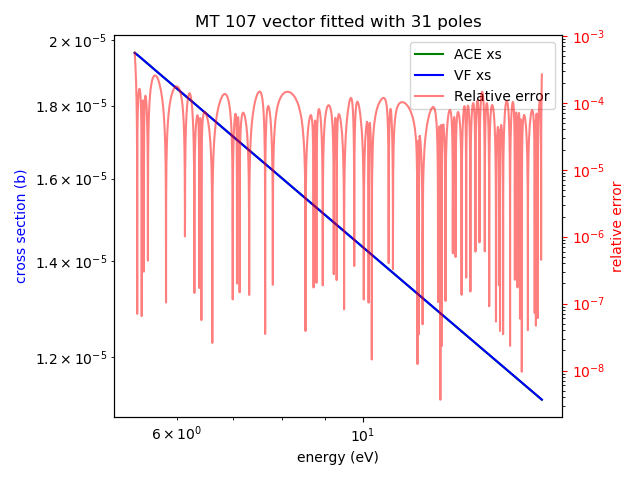 MT 107 vector fitted with 31 poles
ACE xs
VF xs
Relative error
2 × 10⁻⁵
1.8 × 10⁻⁵
1.6 × 10⁻⁵
1.4 × 10⁻⁵
1.2 × 10⁻⁵
cross section (b)
10⁻³
10⁻⁴
10⁻⁵
10⁻⁶
10⁻⁷
10⁻⁸
relative error
6 × 10⁰
10¹
energy (eV)